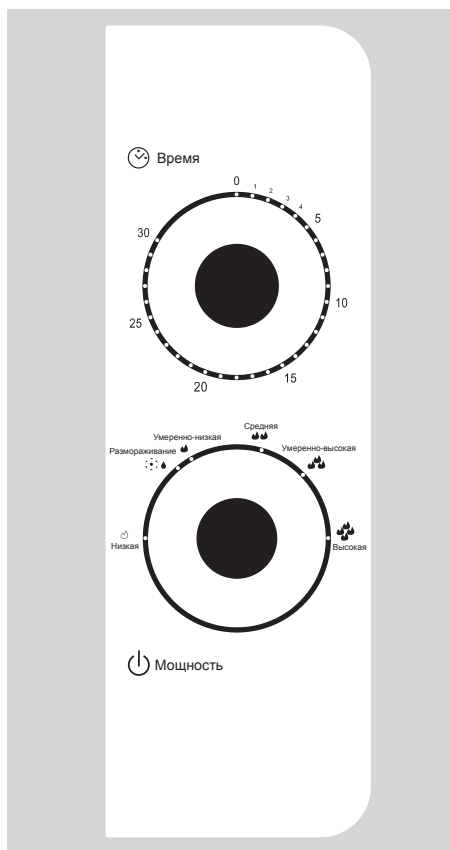 Время
0
1
2
3
4
5
10
15
20
25
30
Средняя
Умеренно-низкая
Умеренно-высокая
Размораживание
Низкая
Высокая
Мощность